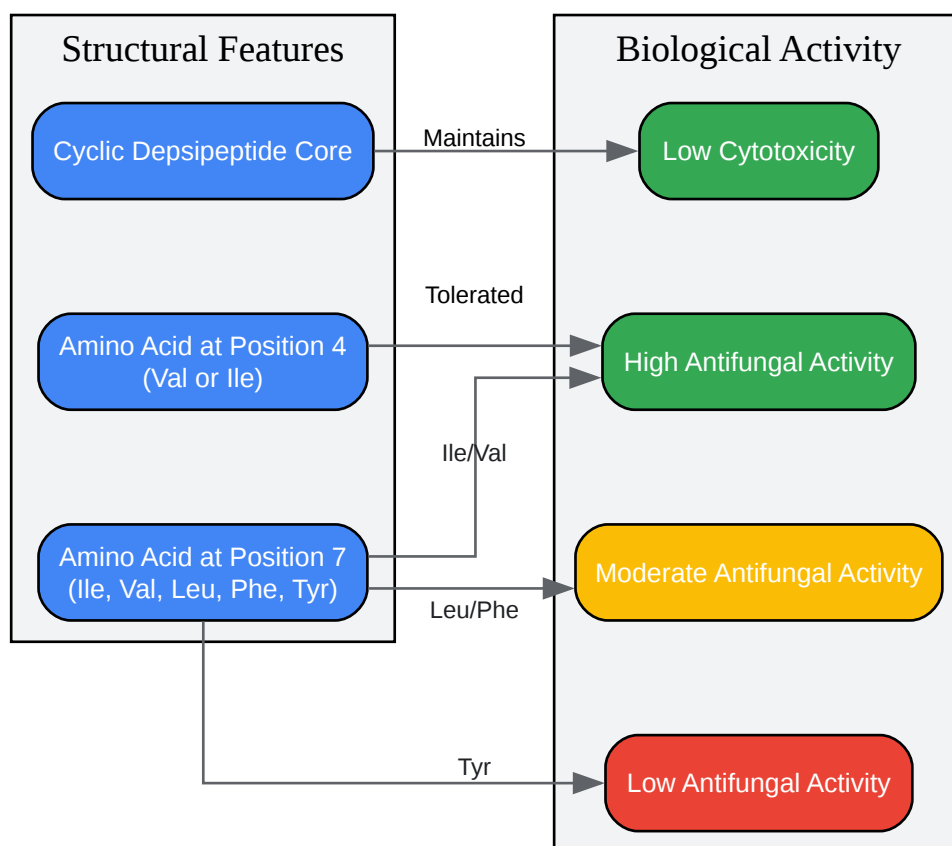 Structural Features
Biological Activity
Cyclic Depsipeptide Core
Maintains
Low Cytotoxicity
Tolerated
Amino Acid at Position 4
(Val or Ile)
High Antifungal Activity
Ile/Val
Amino Acid at Position 7
(Ile, Val, Leu, Phe, Tyr)
Moderate Antifungal Activity
Leu/Phe
Tyr
Low Antifungal Activity